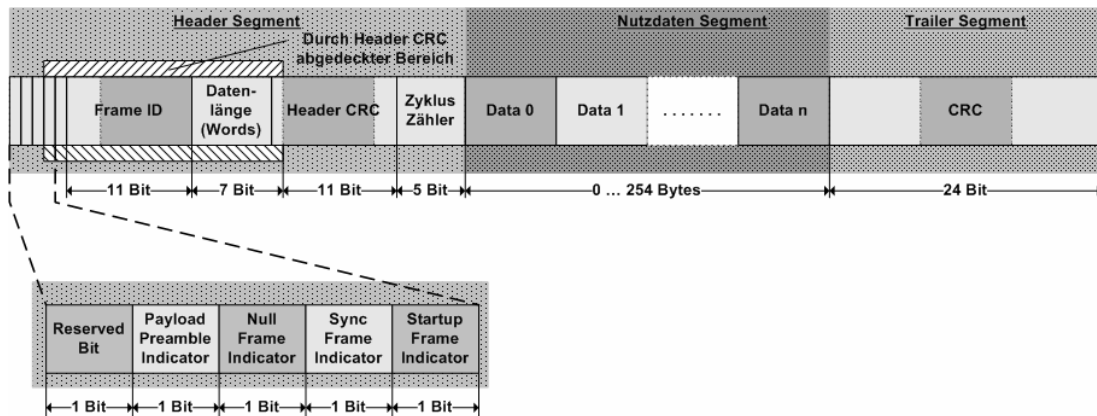 Header Segment
Nutzdaten Segment
Trailer Segment
Durch Header CRC
abgedeckter Bereich
Frame ID
Daten-
länge
(Words)
Header CRC
Zyklus
Zähler
Data 0
Data 1
.......
Data n
CRC
11 Bit
7 Bit
11 Bit
5 Bit
0 ... 254 Bytes
24 Bit
Reserved
Bit
Payload
Preamble
Indicator
Null
Frame
Indicator
Sync
Frame
Indicator
Startup
Frame
Indicator
1 Bit
1 Bit
1 Bit
1 Bit
1 Bit